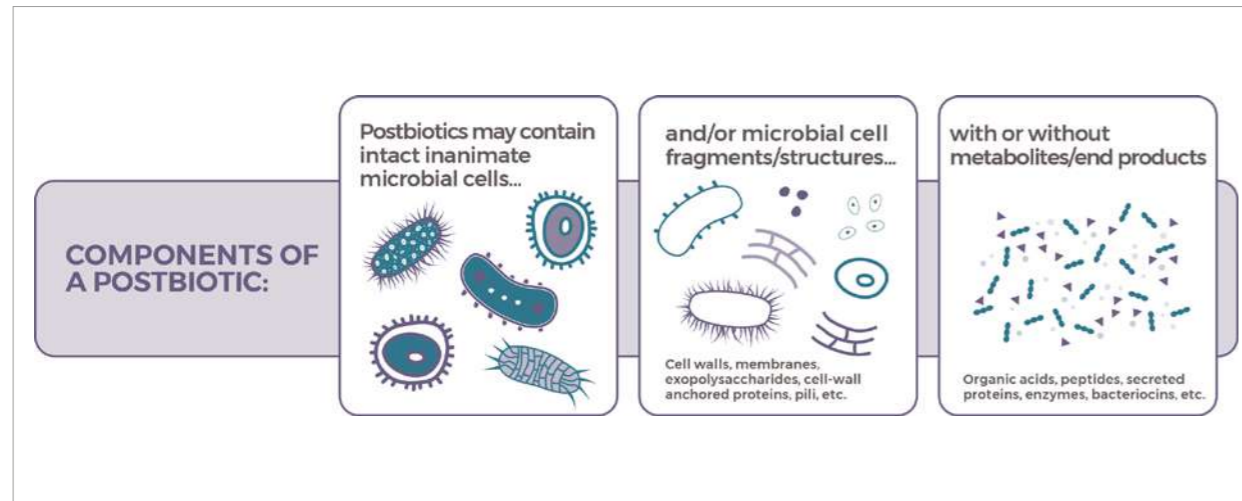 COMPONENTS OF
A POSTBIOTIC:
Postbiotics may contain
intact inanimate
microbial cells...
and/or microbial cell
fragments/structures...
Cell walls, membranes,
exopolysaccharides, cell-wall
anchored proteins, pili, etc.
with or without
metabolites/end products
Organic acids, peptides, secreted
proteins, enzymes, bacteriocins, etc.